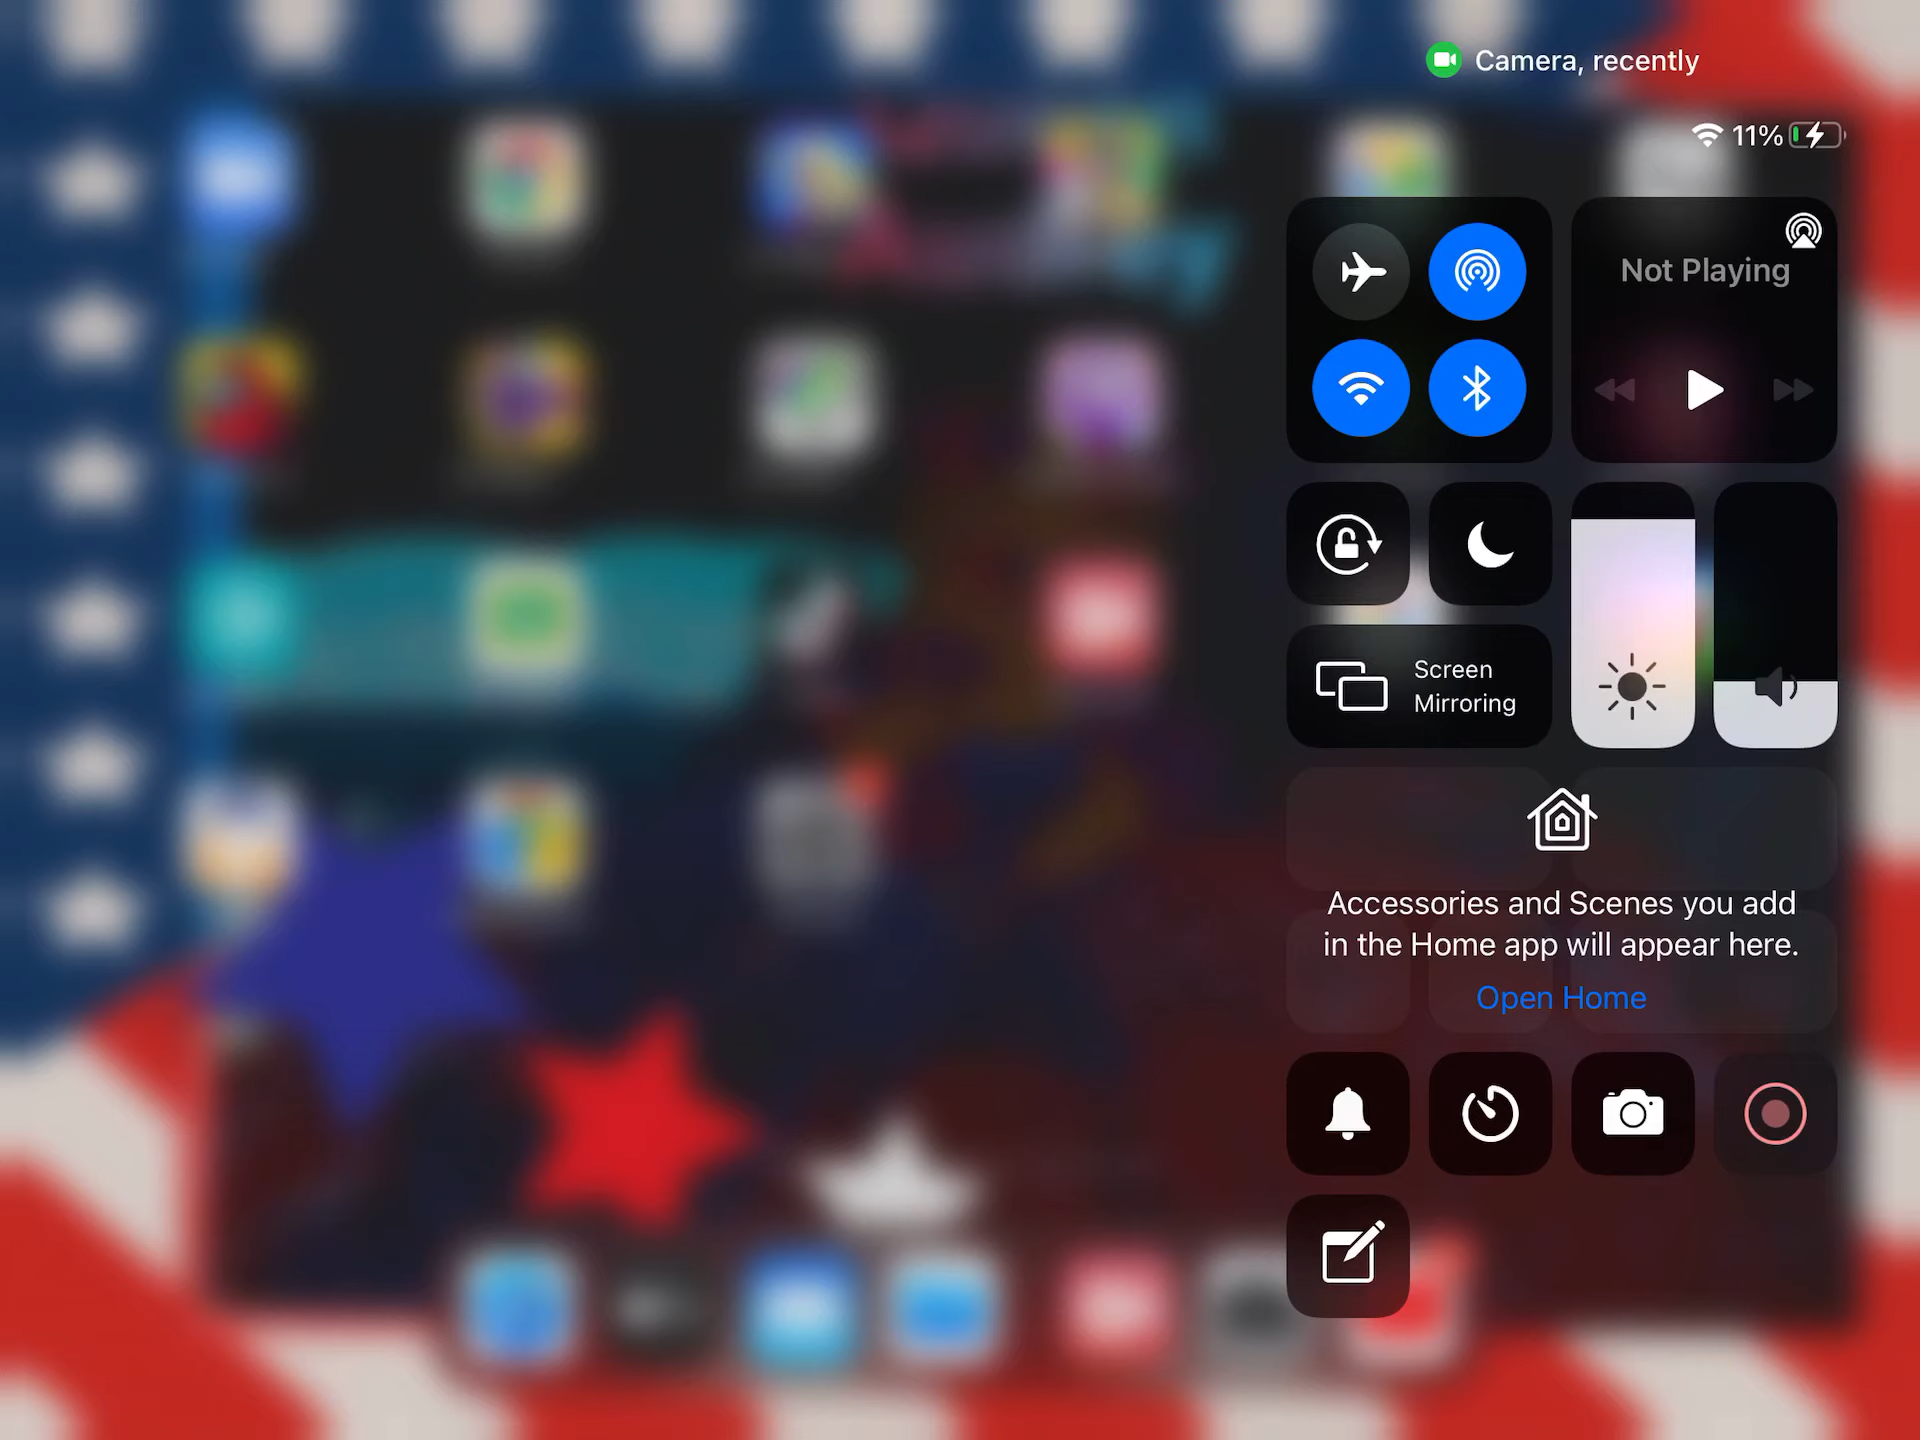 Camera, recently
11%
Not Playing
Screen
Mirroring
Accessories and Scenes you add
in the Home app will appear here.
Open Home